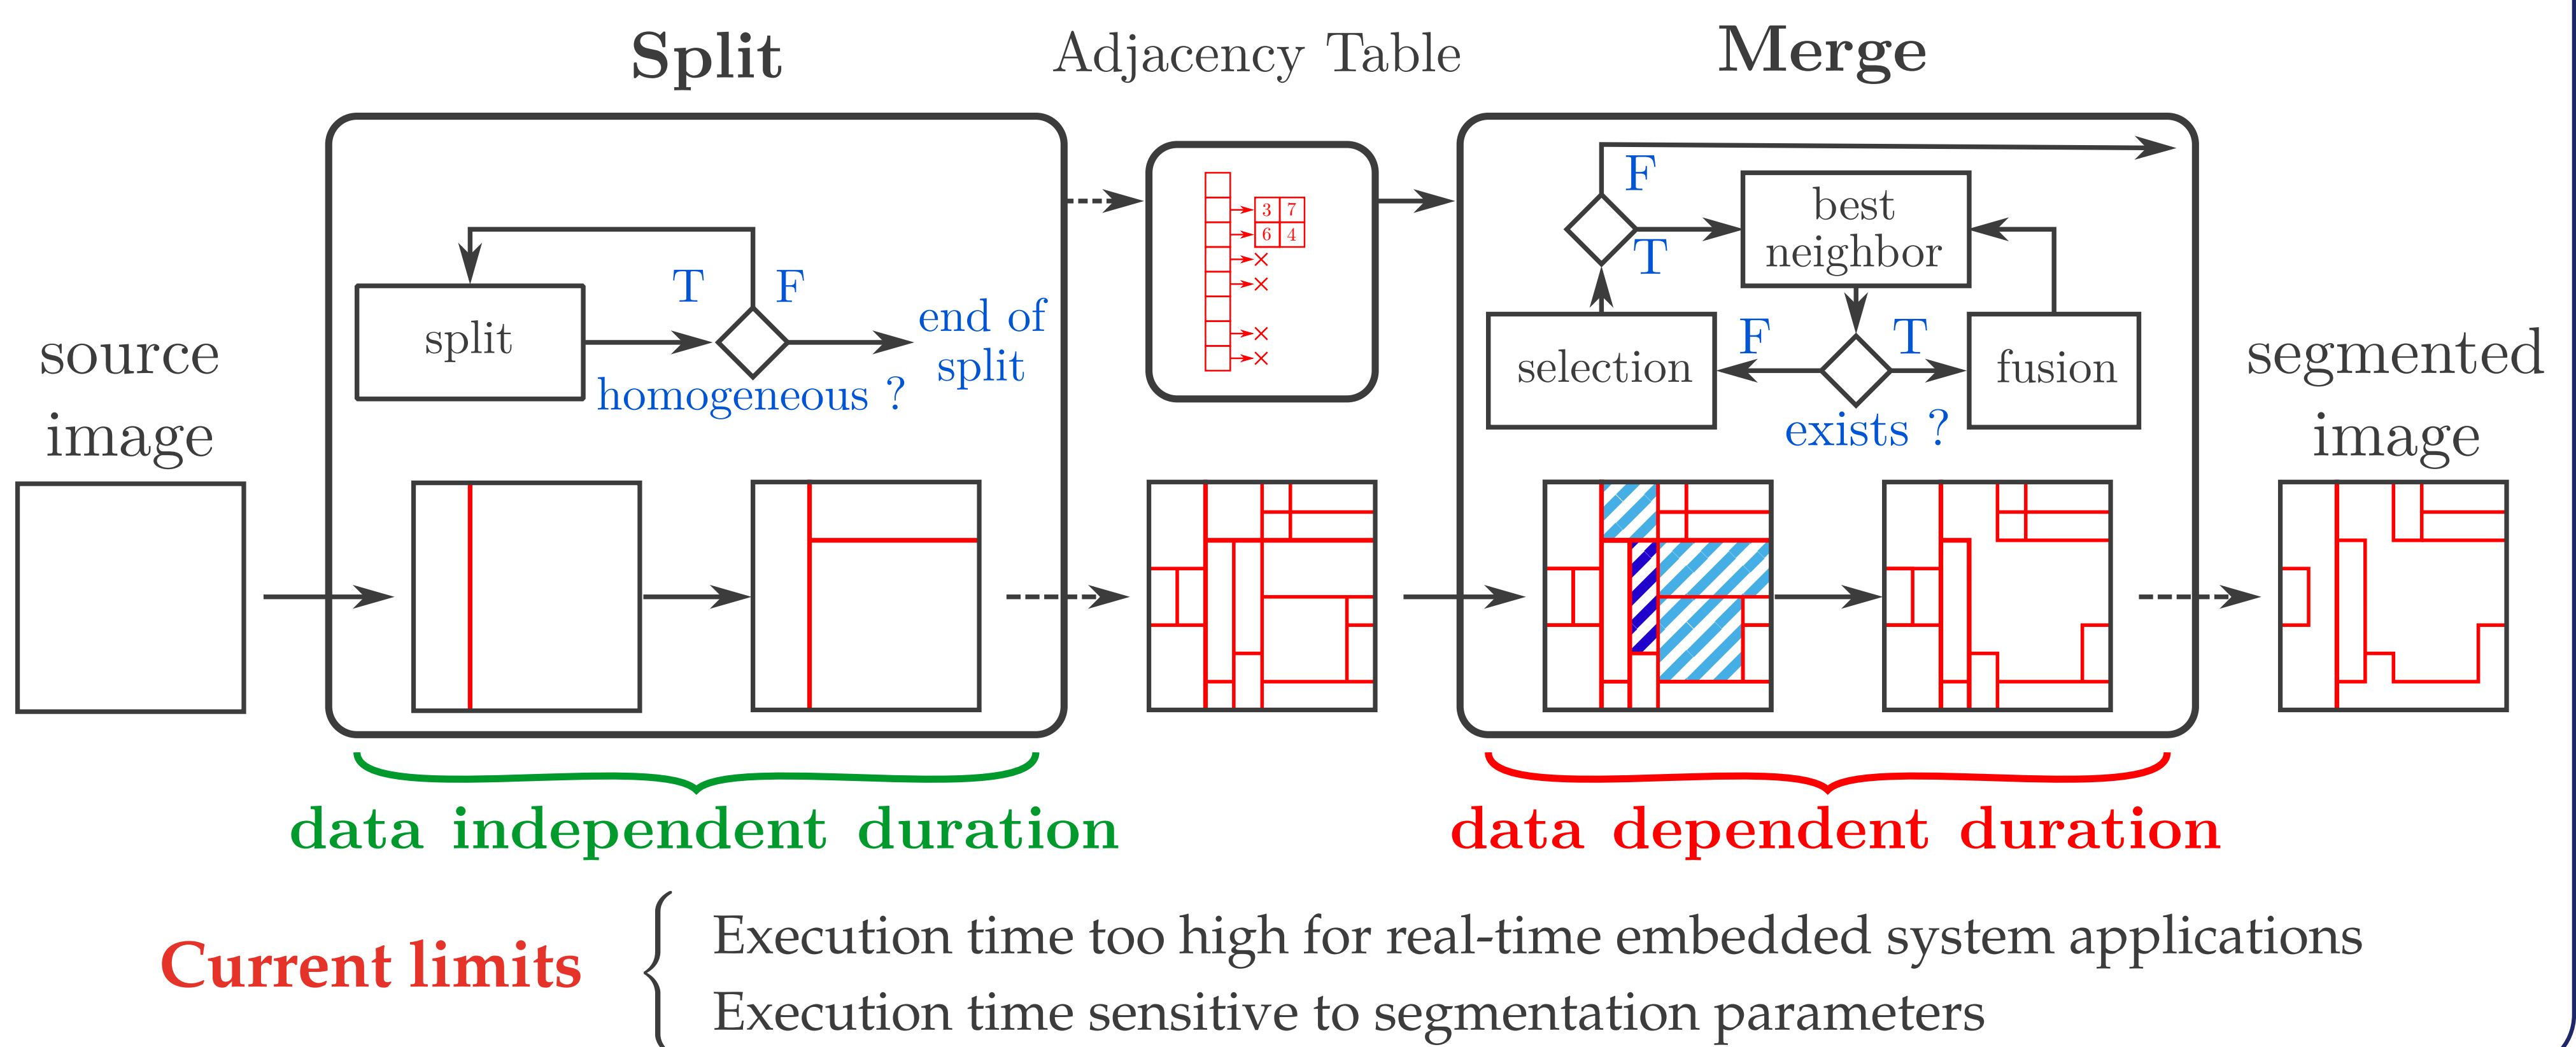 Split
Adjacency Table
Merge
source
image
split
T
F
homogeneous ?
end of
split
3 7
6 4
F
T
best
neighbor
selection
F
T
fusion
exists ?
segmented
image
data independent duration
data dependent duration
Current limits
Execution time too high for real-time embedded system applications
Execution time sensitive to segmentation parameters